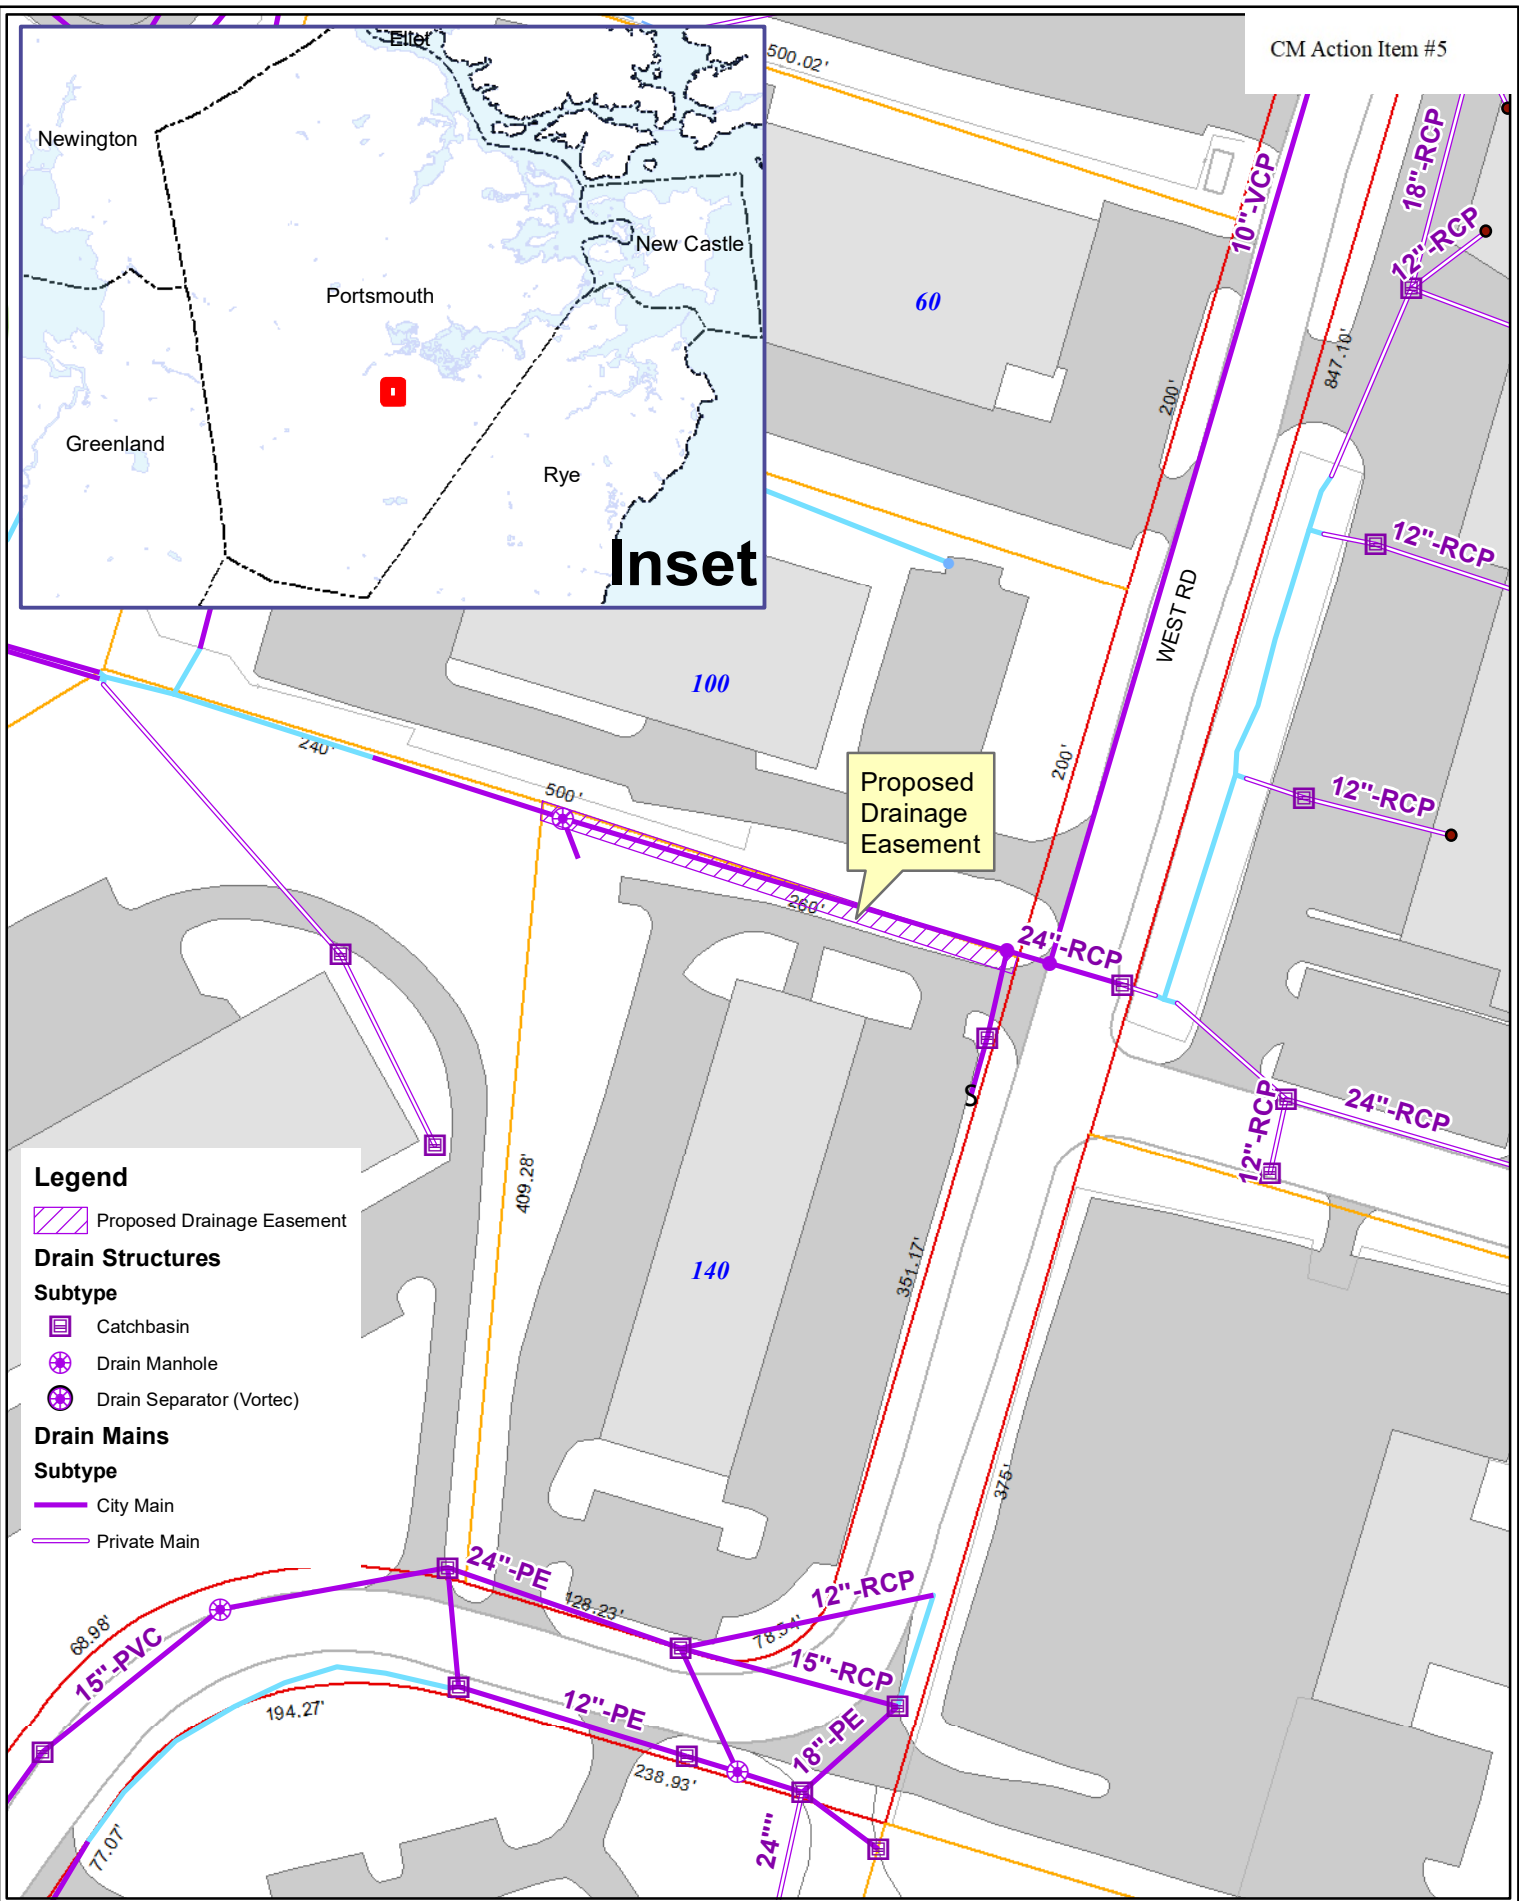 CM Action Item #5
500.02'
Eliot
Newington
New Castle
Portsmouth
Greenland
Rye
Inset
10"-VCP
18"-RCP
12"-RCP
60
200'
847.10'
12"-RCP
WEST RD
100
240'
500'
200'
12"-RCP
Proposed
Drainage
Easement
260'
24"-RCP
S
12"-RCP
24"-RCP
409.28'
351.17'
140
375'
Legend
Proposed Drainage Easement
Drain Structures
Subtype
Catchbasin
Drain Manhole
Drain Separator (Vortec)
Drain Mains
Subtype
City Main
Private Main
24"-PE
128.23'
12"-RCP
78.54'
68.98'
15"-PVC
15"-RCP
194.27'
12"-PE
18"-PE
238.93'
24""
77.07'